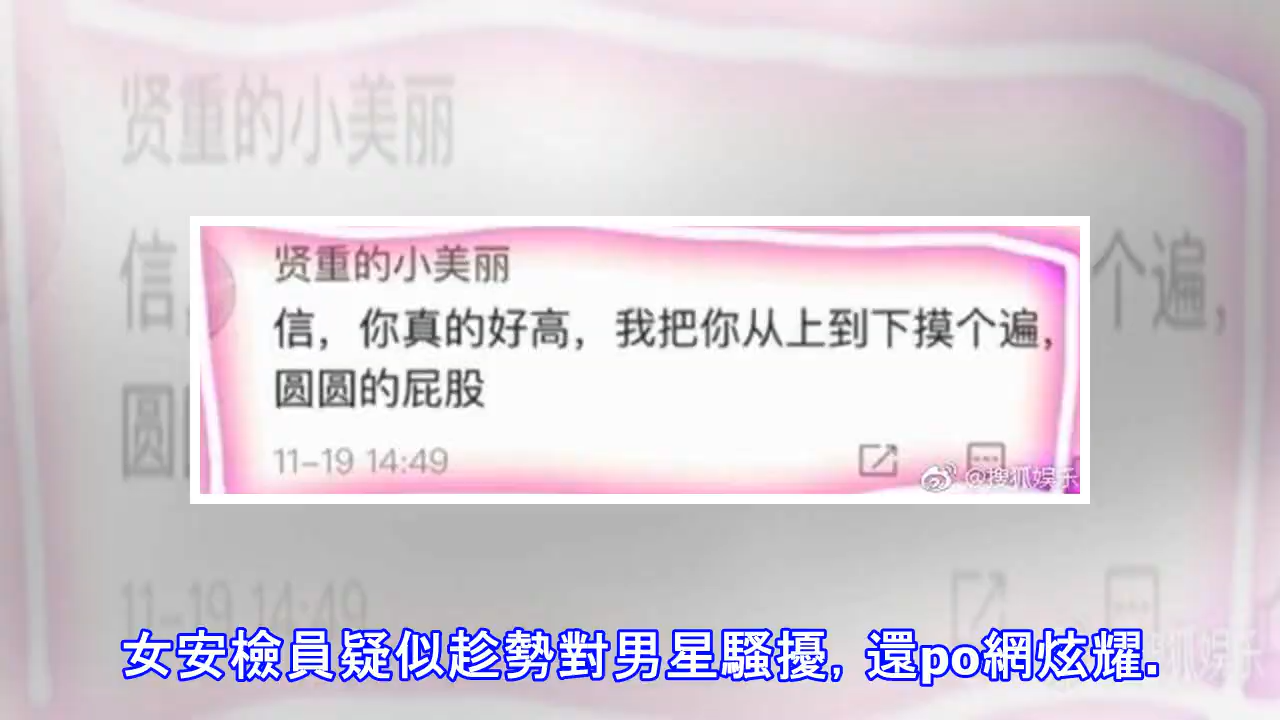 贤重的小美丽
信，你真的好高，我把你从上到下摸个遍，
圆圆的屁股
11-19 14:49
@搜狐娱乐
女安檢員疑似趁勢對男星騷擾，還po網炫耀.